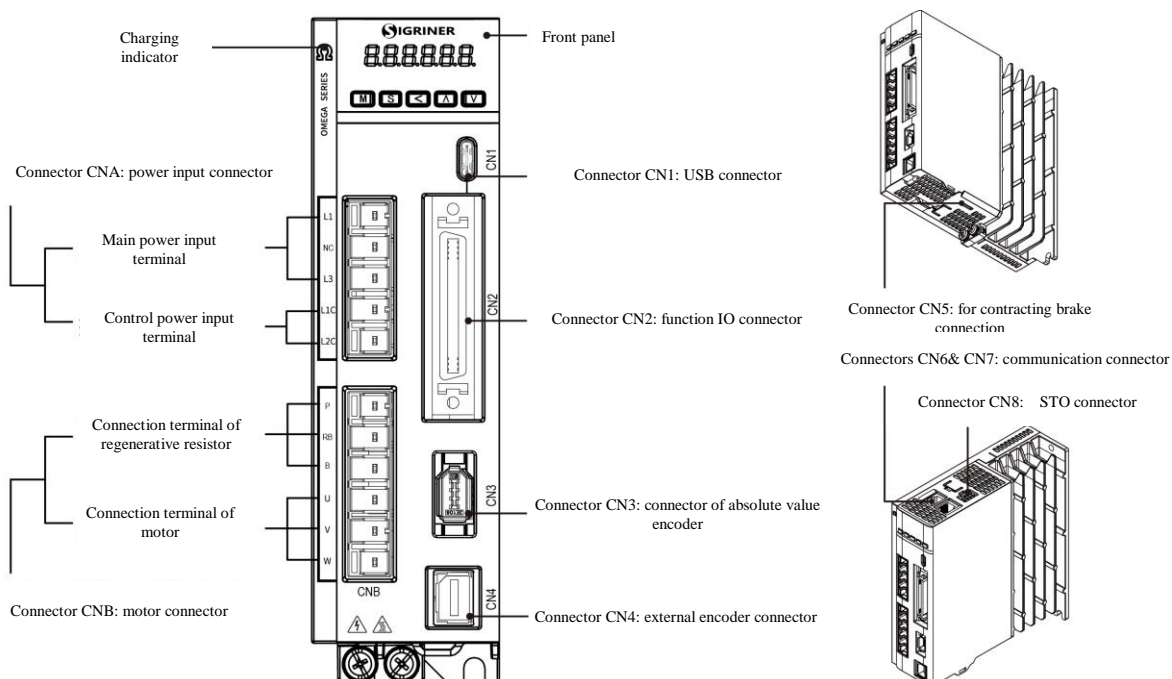 Charging
indicator
SIGRINER
Front panel
OMEGA SERIES
M S < Λ V
CN1
Connector CNA: power input connector
Connector CN1: USB connector
L1
NC
L3
L1C
L2C
Main power input
terminal
Control power input
terminal
CN2
Connector CN2: function IO connector
Connector CN5: for contracting brake
connection
Connectors CN6& CN7: communication connector
Connector CN8: STO connector
P
RB
B
U
V
W
Connection terminal of
regenerative resistor
Connection terminal of
motor
CN3
Connector CN3: connector of absolute value
encoder
CNB
CN4
Connector CNB: motor connector
Connector CN4: external encoder connector